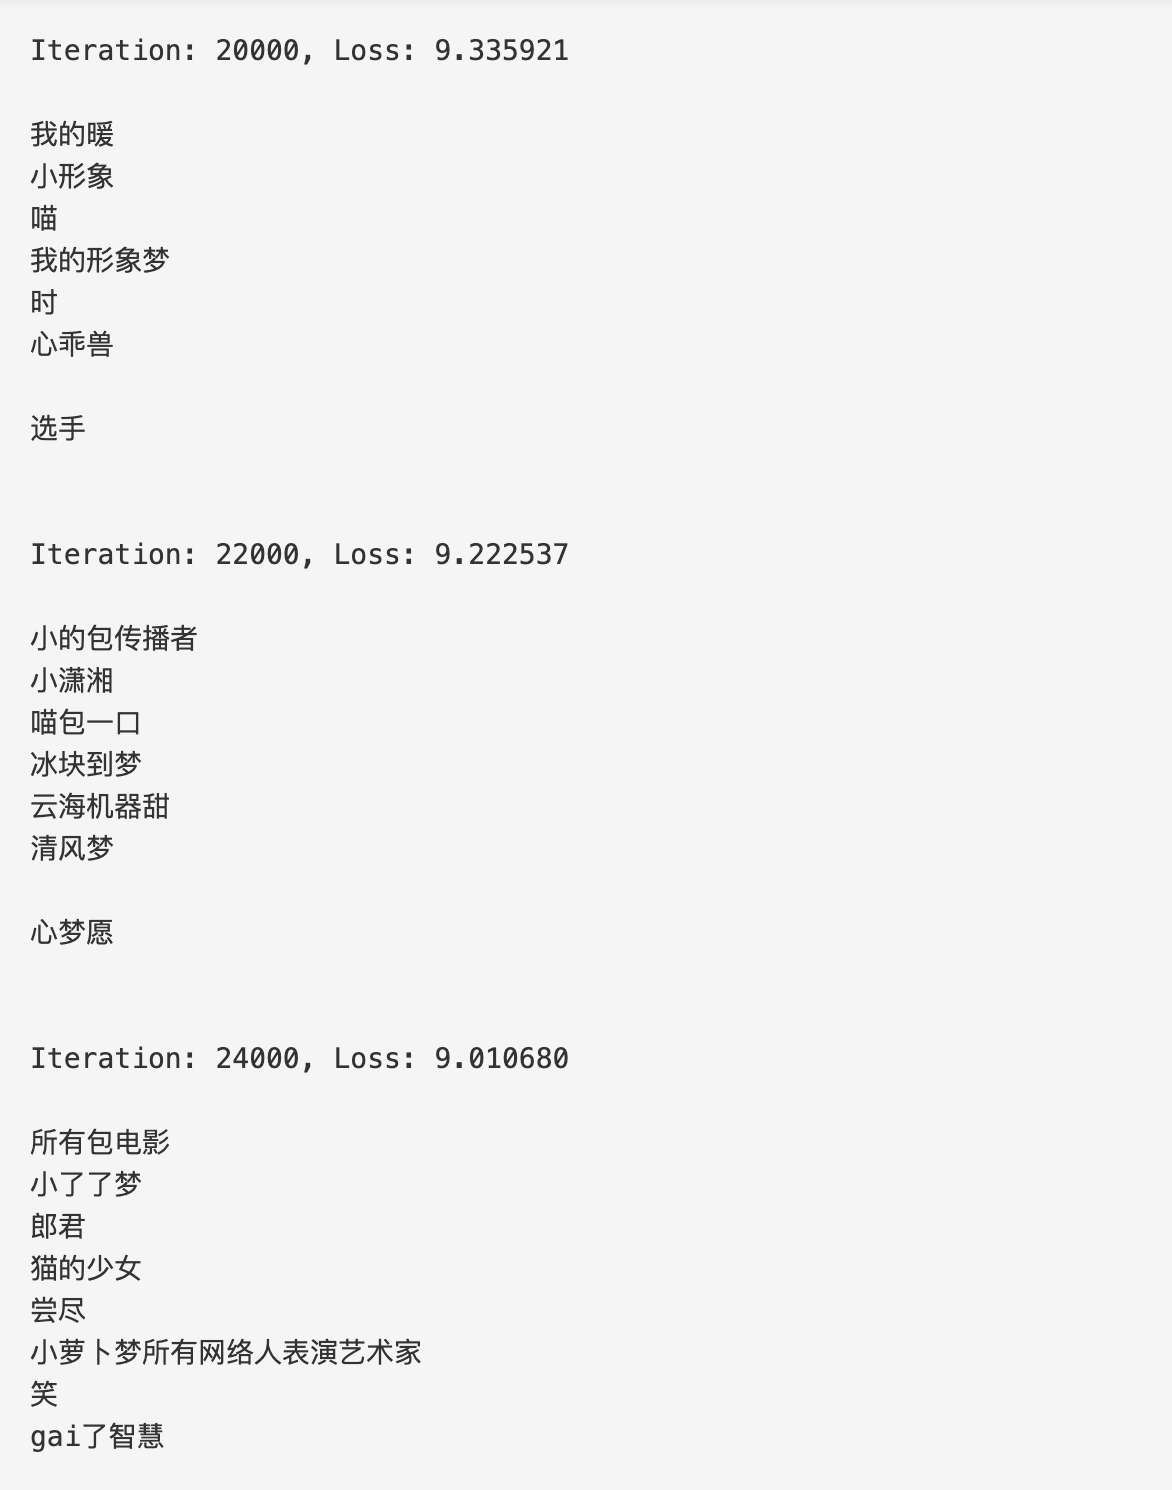 Iteration: 20000, Loss: 9.335921
我的暖
小形象
喵
我的形象梦
时
心乖兽
选手
Iteration: 22000, Loss: 9.222537
小的包传播者
小潇湘
喵包一口
冰块到梦
云海机器甜
清风梦
心梦愿
Iteration: 24000, Loss: 9.010680
所有包电影
小了了梦
郎君
猫的少女
尝尽
小萝卜梦所有网络人表演艺术家
笑
gai了智慧